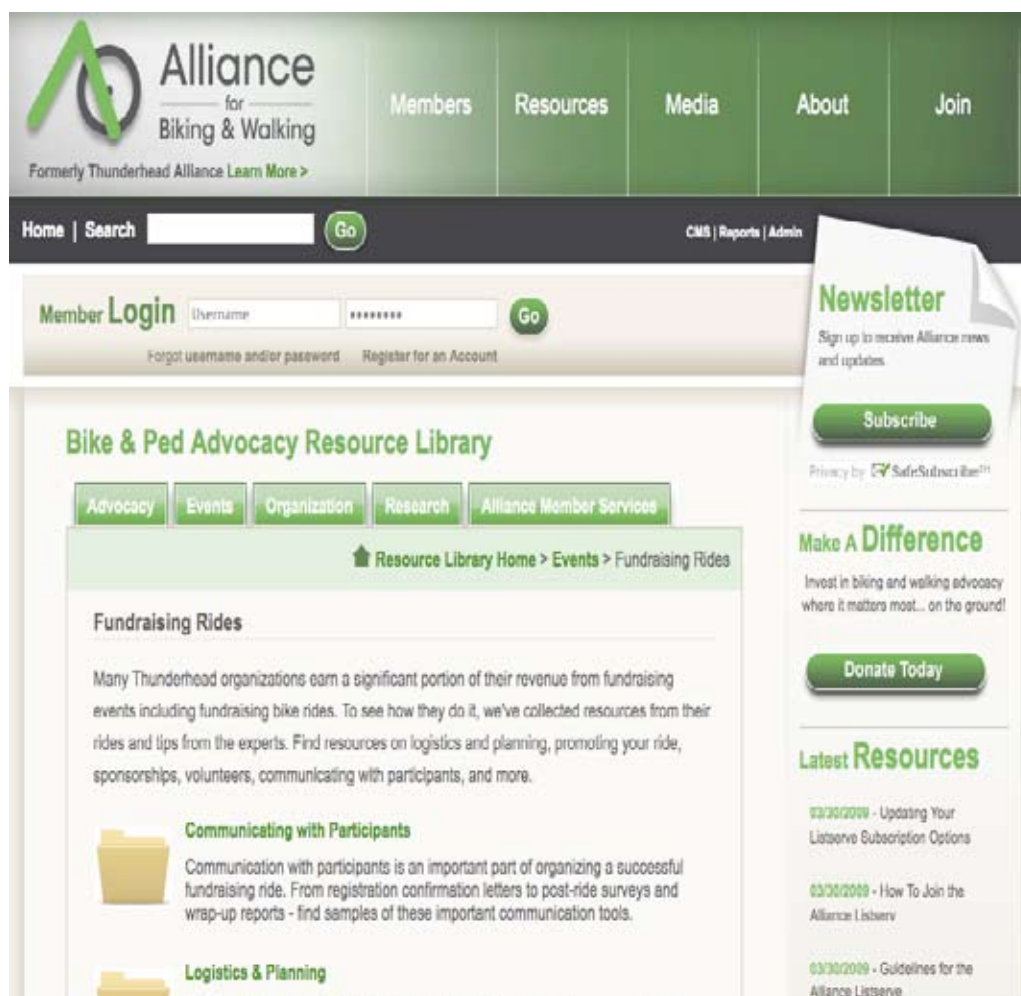 Alliance
for
Biking & Walking
Formerly Thunderhead Alliance Learn More >
Members Resources Media About Join
Home | Search Go
CMS | Reports | Admin
Member Login Username ******** Go
Forgot username and/or password Register for an Account
Newsletter
Sign up to receive Alliance news
and updates
Subscribe
Privacy by SafeSubscribe℠
Bike & Ped Advocacy Resource Library
Advocacy Events Organization Research Alliance Member Services
Resource Library Home > Events > Fundraising Rides
Fundraising Rides
Many Thunderhead organizations earn a significant portion of their revenue from fundraising
events including fundraising bike rides. To see how they do it, we've collected resources from their
rides and tips from the experts. Find resources on logistics and planning, promoting your ride,
sponsorships, volunteers, communicating with participants, and more.
Communicating with Participants
Communication with participants is an important part of organizing a successful
fundraising ride. From registration confirmation letters to post-ride surveys and
wrap-up reports - find samples of these important communication tools.
Logistics & Planning
Make A Difference
Invest in biking and walking advocacy
where it matters most... on the ground!
Donate Today
Latest Resources
03/30/2009 - Updating Your
Listserve Subscription Options
03/30/2009 - How To Join the
Alliance Listserv
03/30/2009 - Guidelines for the
Alliance Listserve